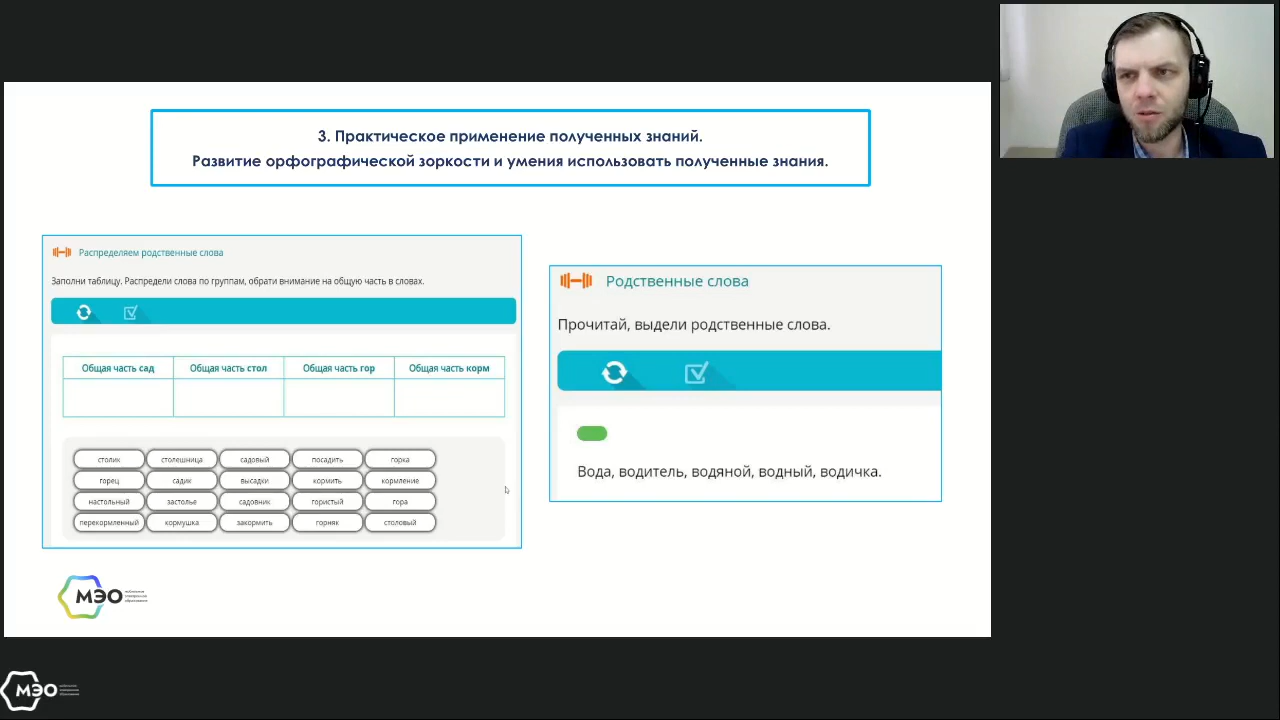 3. Практическое применение полученных знаний.
Развитие орфографической зоркости и умения использовать полученные знания.
Распределяем родственные слова
Заполни таблицу. Распредели слова по группам, обрати внимание на общую часть в словах.
Общая часть сад Общая часть стол Общая часть гор Общая часть корм
столик столешница садовый посадить горка
горец садик высадки кормить кормление
настольный застолье садовник гористый гора
перекормленный кормушка закормить горняк столовый
Родственные слова
Прочитай, выдели родственные слова.
Вода, водитель, водяной, водный, водичка.
МЭО
МЭО